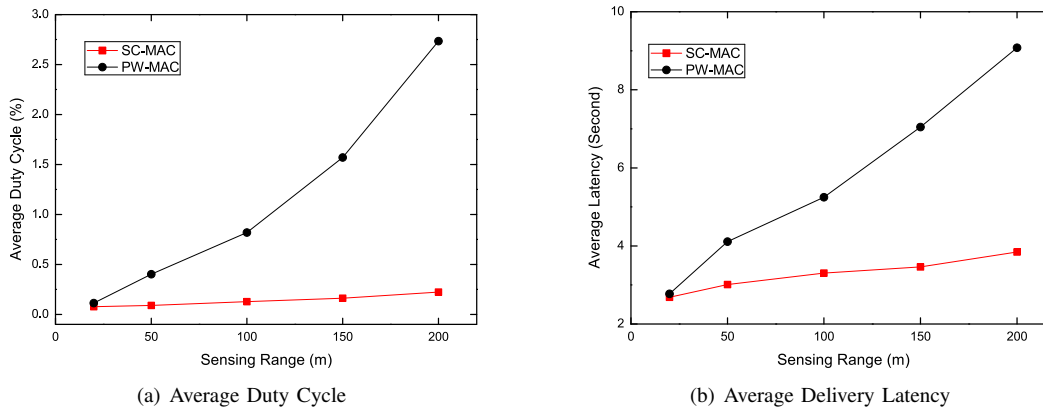 3.0
2.5
2.0
1.5
1.0
0.5
0.0
Average Duty Cycle (%)
SC-MAC
PW-MAC
0 50 100 150 200
Sensing Range (m)
(a) Average Duty Cycle
10
8
6
4
2
Average Latency (Second)
SC-MAC
PW-MAC
0 50 100 150 200
Sensing Range (m)
(b) Average Delivery Latency